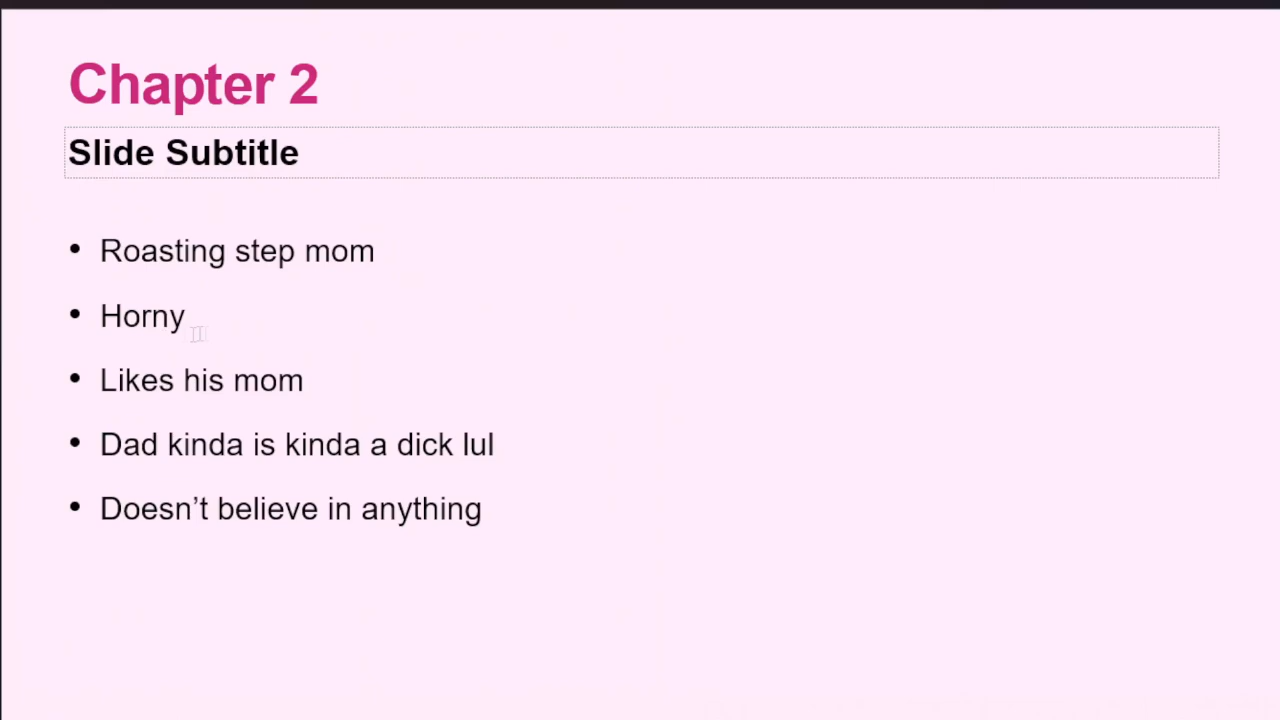 Chapter 2
Slide Subtitle
• Roasting step mom
• Horny
• Likes his mom
• Dad kinda is kinda a dick lul
• Doesn’t believe in anything